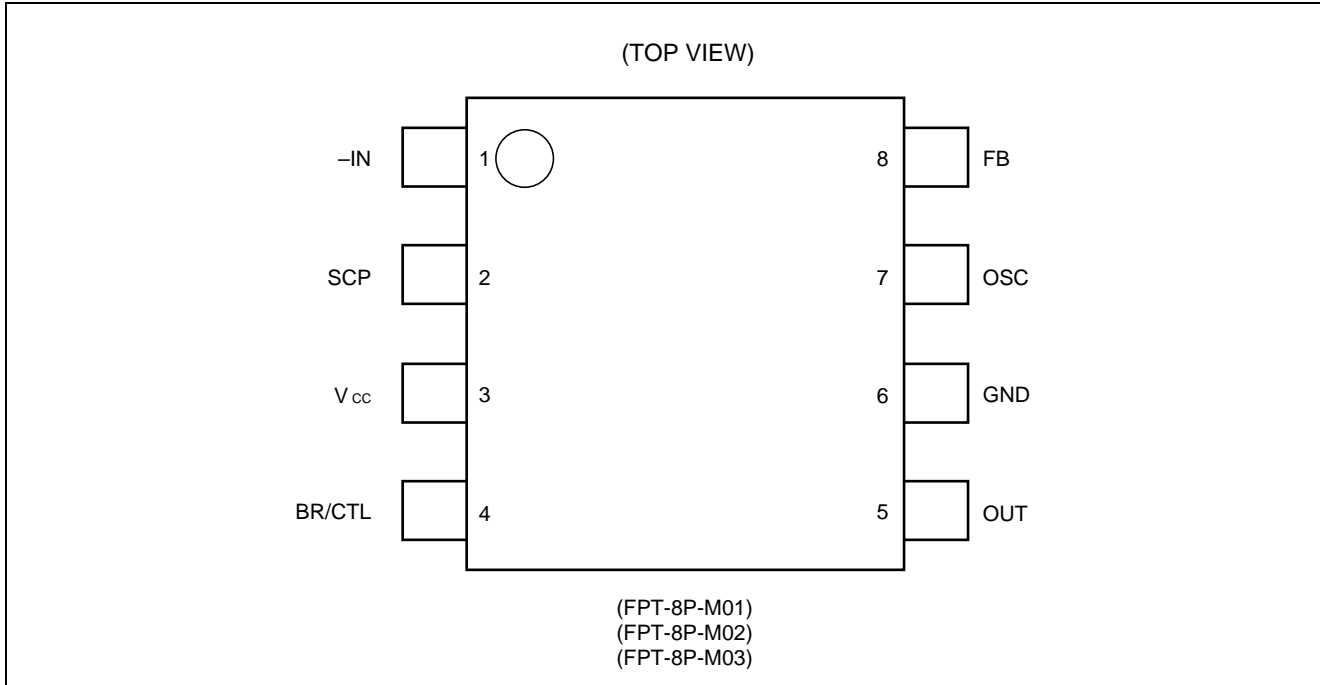 (TOP VIEW)
–IN 1 8 FB
SCP 2 7 OSC
VCC 3 6 GND
BR/CTL 4 5 OUT
(FPT-8P-M01)
(FPT-8P-M02)
(FPT-8P-M03)